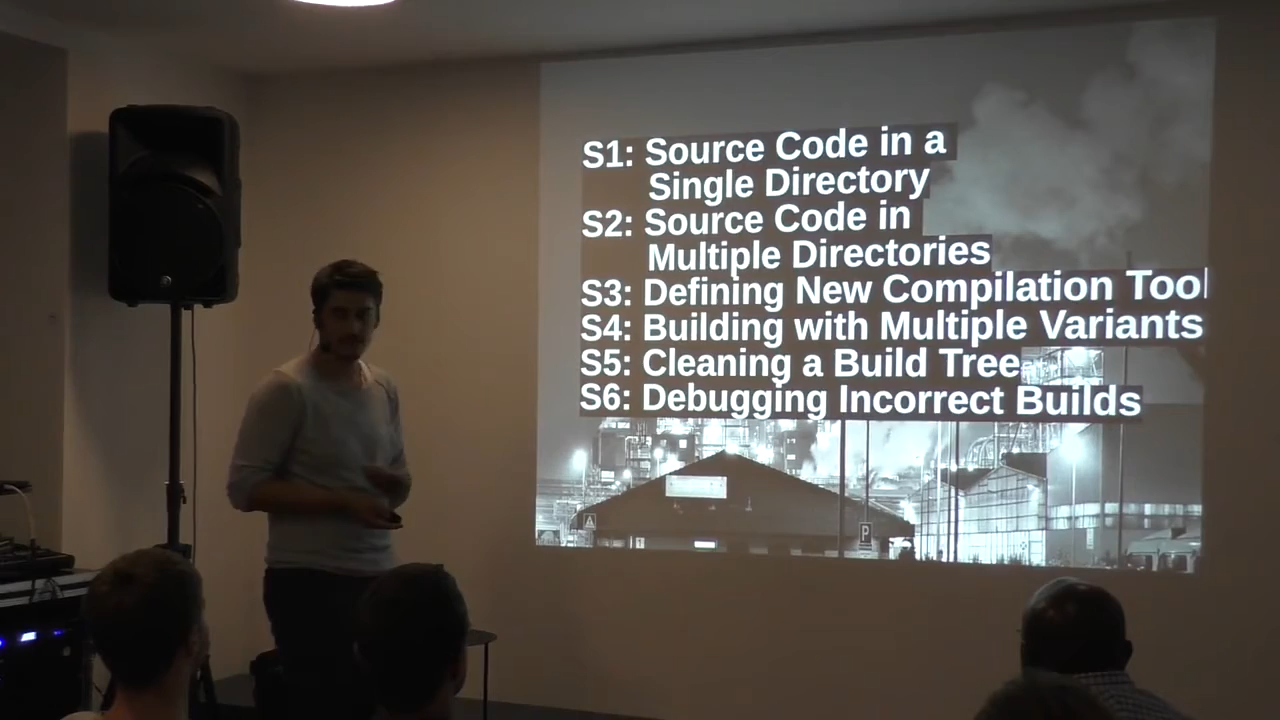 S1: Source Code in a
Single Directory
S2: Source Code in
Multiple Directories
S3: Defining New Compilation Tool
S4: Building with Multiple Variants
S5: Cleaning a Build Tree
S6: Debugging Incorrect Builds
P